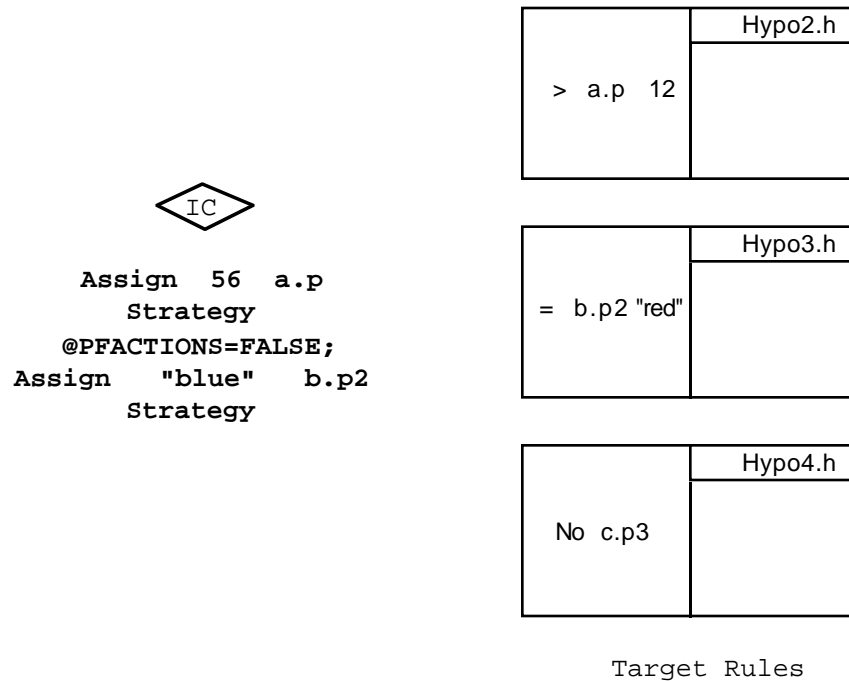 Hypo2.h
> a.p 12
IC
Assign 56 a.p
Strategy
@PFACTIONS=FALSE;
Assign "blue" b.p2
Strategy
Hypo3.h
= b.p2 "red"
Hypo4.h
No c.p3
Target Rules